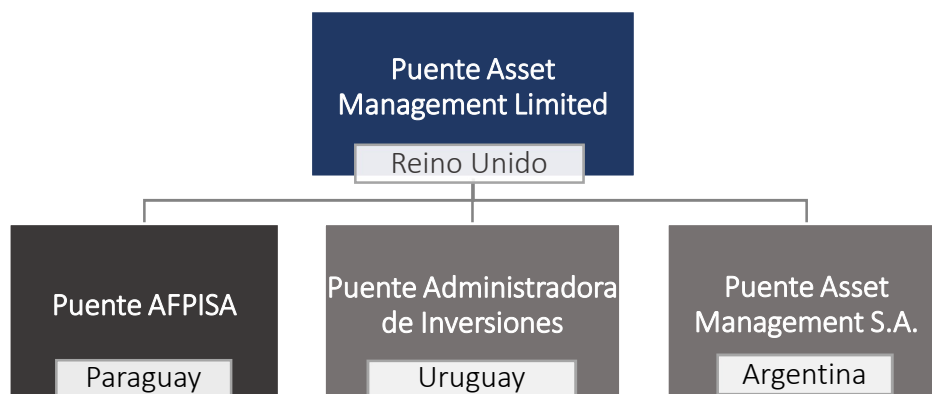 Puente Asset
Management Limited
Reino Unido
Puente AFPISA
Paraguay
Puente Administradora
de Inversiones
Uruguay
Puente Asset
Management S.A.
Argentina